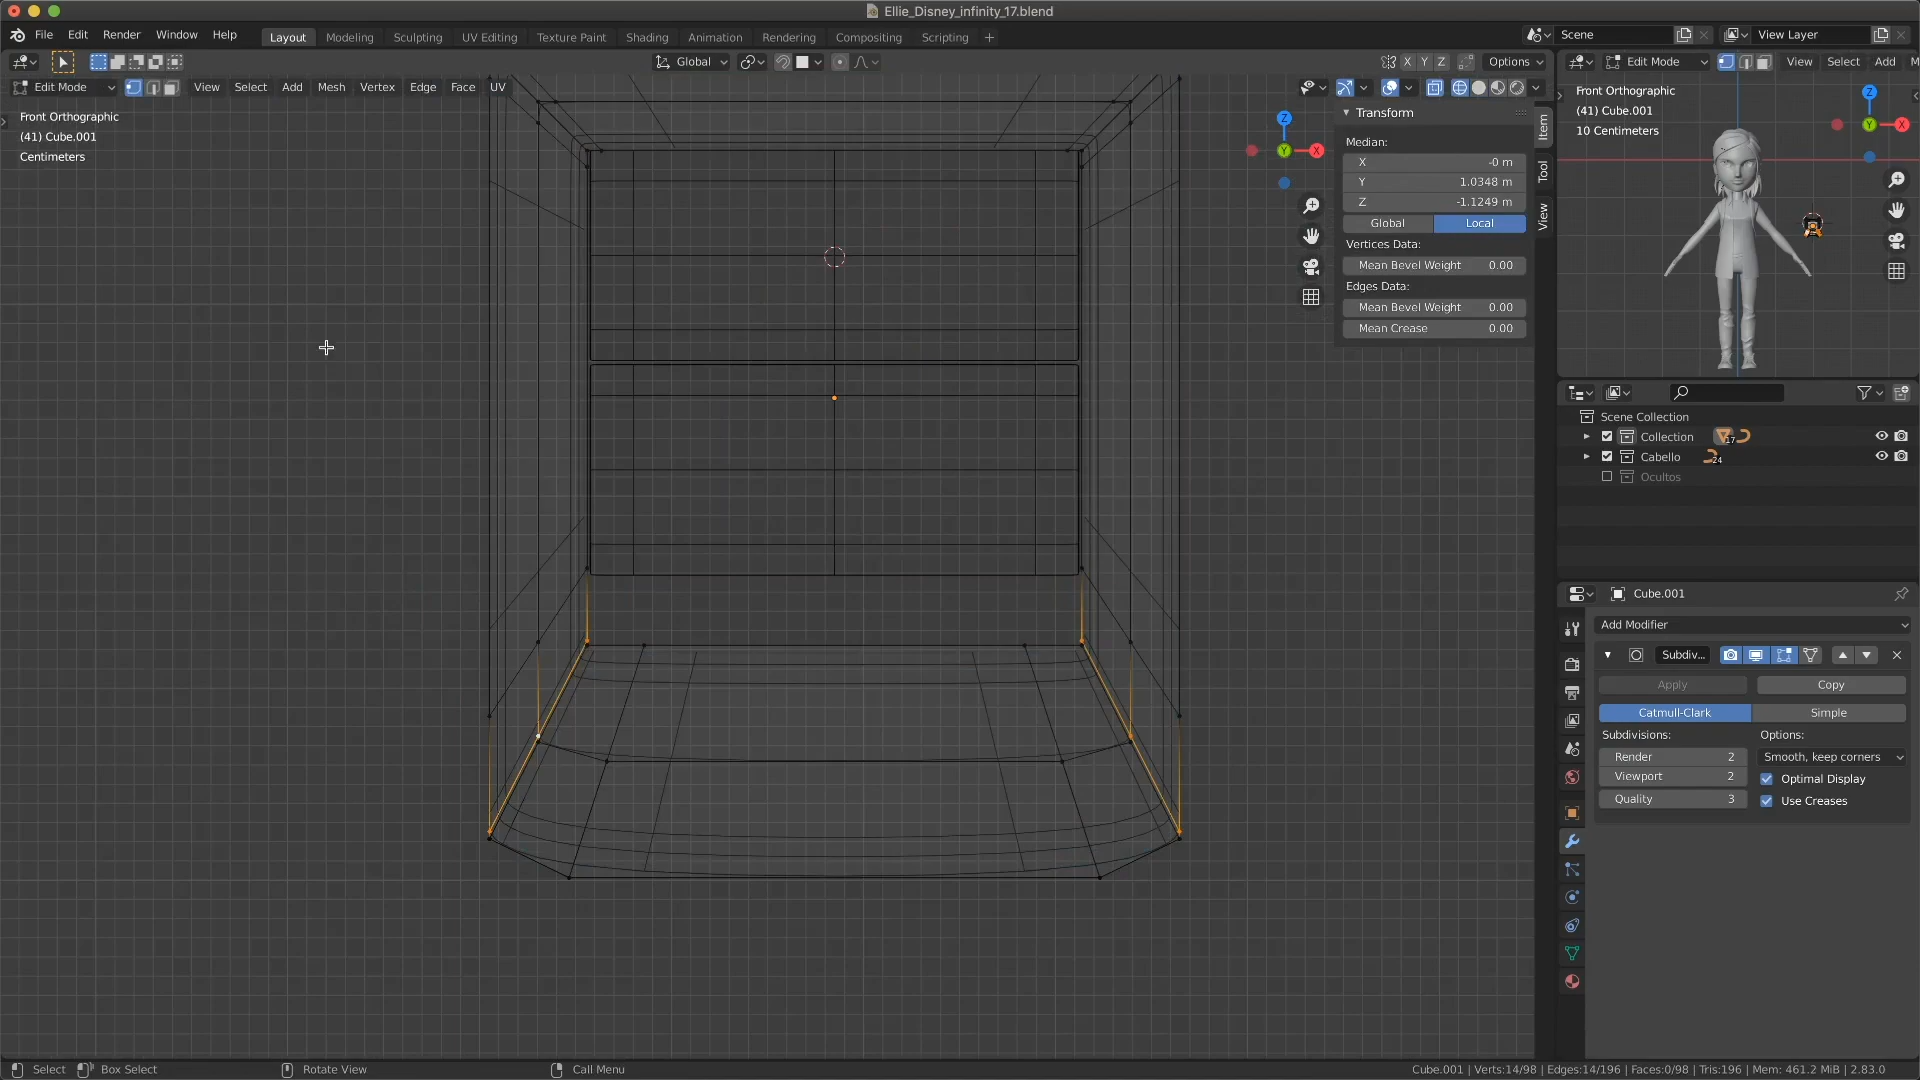 Ellie_Disney_infinity_17.blend
File Edit Render Window Help Layout Modeling Sculpting UV Editing Texture Paint Shading Animation Rendering Compositing Scripting + Scene View Layer
Global Options X Y Z
Edit Mode View Select Add Mesh Vertex Edge Face UV
Edit Mode View Select Add M
Front Orthographic
(41) Cube.001
Centimeters
Front Orthographic
(41) Cube.001
10 Centimeters
Z
Y
X
Z
Y
X
Transform
Median:
X -0 m
Y 1.0348 m
Z -1.1249 m
Global Local
Vertices Data:
Mean Bevel Weight 0.00
Edges Data:
Mean Bevel Weight 0.00
Mean Crease 0.00
Item
Tool
View
Scene Collection
Collection 17
Cabello 24
Ocultos
Cube.001
Add Modifier
Subdiv...
Apply Copy
Catmull-Clark Simple
Subdivisions: Options:
Render 2 Smooth, keep corners
Viewport 2 Optimal Display
Quality 3 Use Creases
Select Box Select Rotate View Call Menu Cube.001 | Verts:14/98 | Edges:14/196 | Faces:0/98 | Tris:196 | Mem: 461.2 MiB | 2.83.0